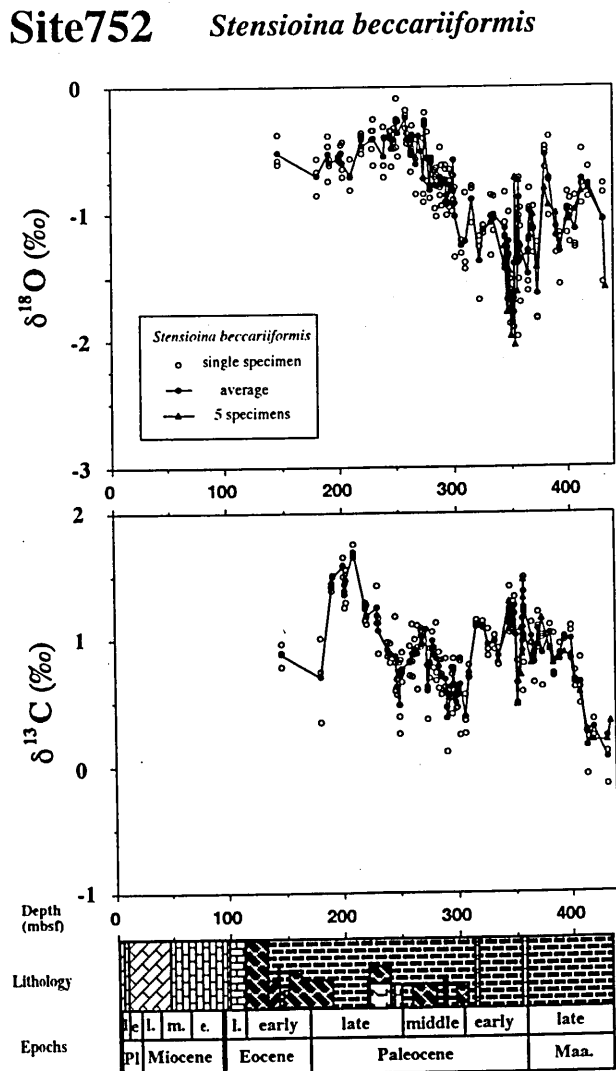 Site752 Stensioina beccariiformis
0
-1
-2
-3
δ18O (‰)
Stensioina beccariiformis
single specimen
average
5 specimens
0 100 200 300 400
2
1
0
-1
δ13C (‰)
Depth
(mbsf)
0 100 200 300 400
Lithology
e l. m. e. l. early late middle early late
Epochs
Pl Miocene Eocene Paleocene Maa.